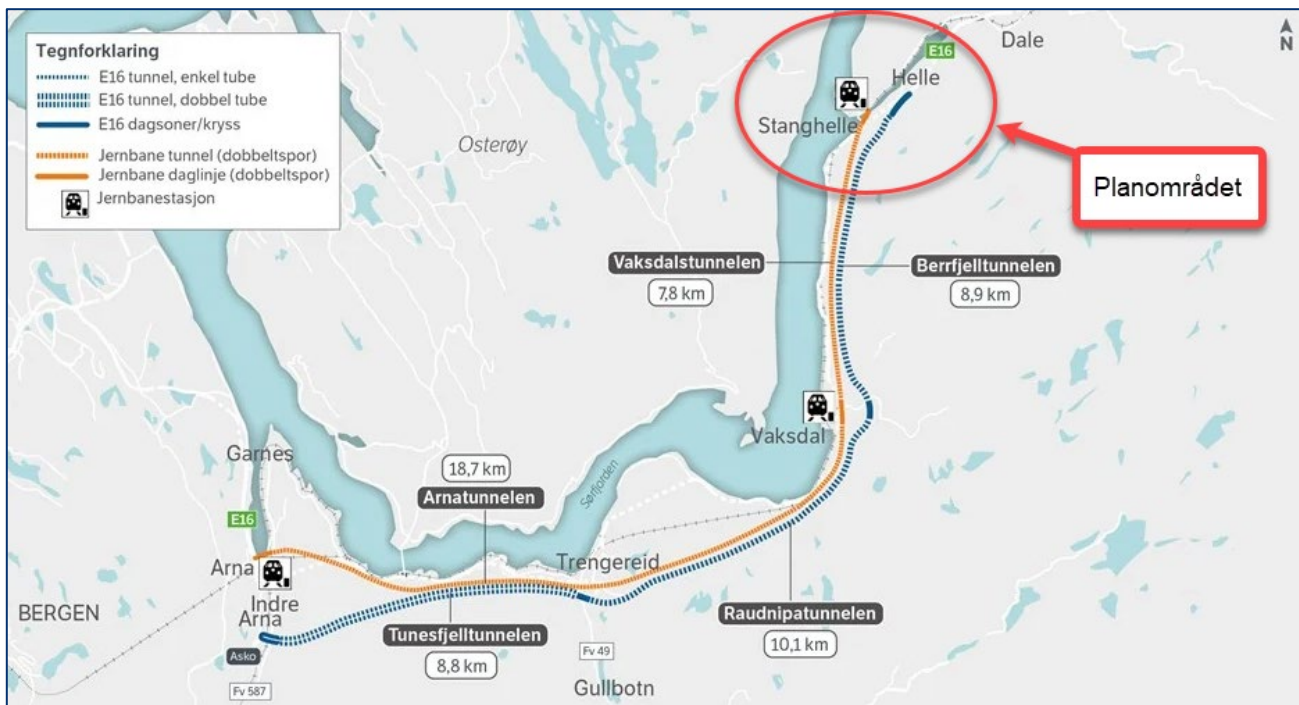 Tegnforklaring
E16 tunnel, enkel tube
E16 tunnel, dobbel tube
E16 dagsoner/kryss
Jernbane tunnel (dobbeltspor)
Jernbane daglinje (dobbeltspor)
Jernbanestasjon
N
Dale
E16
Helle
Stanghelle
Osterøy
Planområdet
Vaksdalstunnelen
7,8 km
Berrfjelltunnelen
8,9 km
Vaksdal
Garnes
18,7 km
Arnatunnelen
Sørfjorden
E16
Arna
Trengereid
Indre
Arna
BERGEN
Raudnipatunnelen
10,1 km
Tunesfjelltunnelen
8,8 km
Asko
Fv 49
Fv 587
Gullbotn